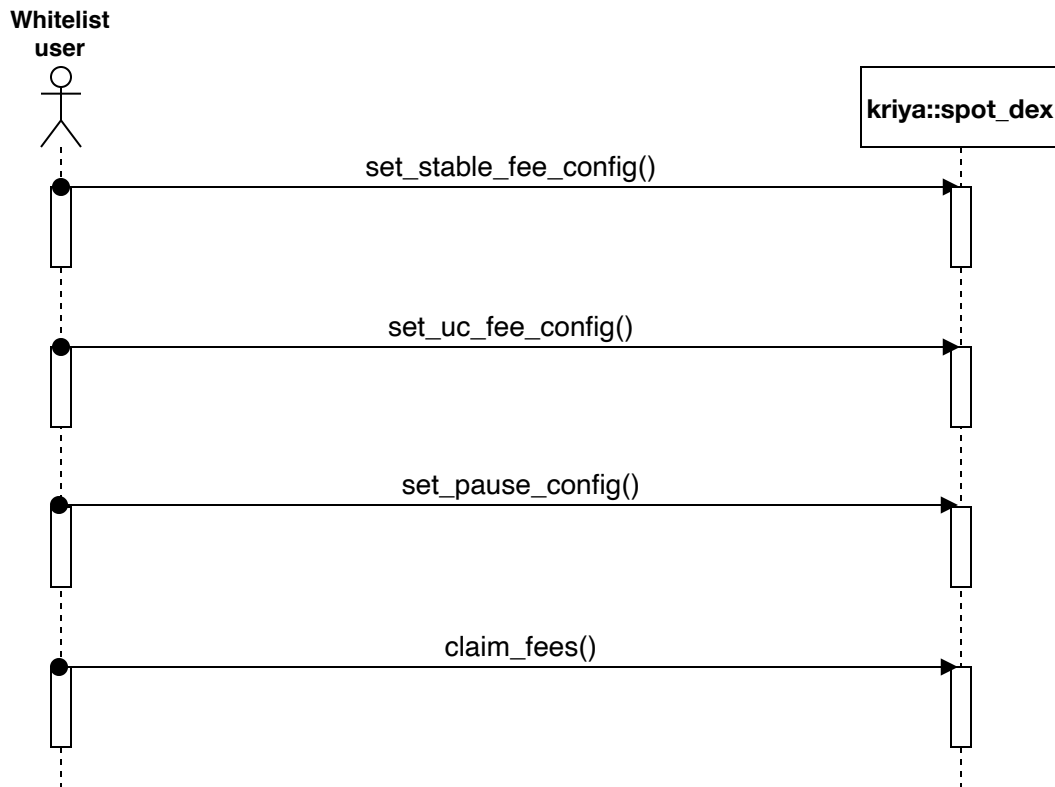 Whitelist
user
kriya::spot_dex
set_stable_fee_config()
set_uc_fee_config()
set_pause_config()
claim_fees()